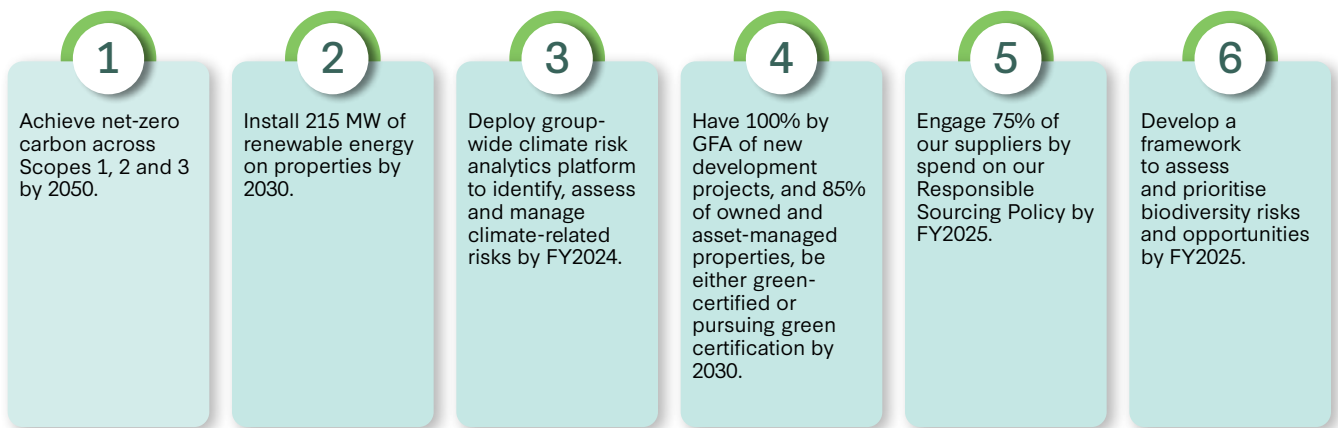 1
Achieve net-zero
carbon across
Scopes 1, 2 and 3
by 2050.
2
Install 215 MW of
renewable energy
on properties by
2030.
3
Deploy group-
wide climate risk
analytics platform
to identify, assess
and manage
climate-related
risks by FY2024.
4
Have 100% by
GFA of new
development
projects, and 85%
of owned and
asset-managed
properties, be
either green-
certified or
pursuing green
certification by
2030.
5
Engage 75% of
our suppliers by
spend on our
Responsible
Sourcing Policy by
FY2025.
6
Develop a
framework
to assess
and prioritise
biodiversity risks
and opportunities
by FY2025.